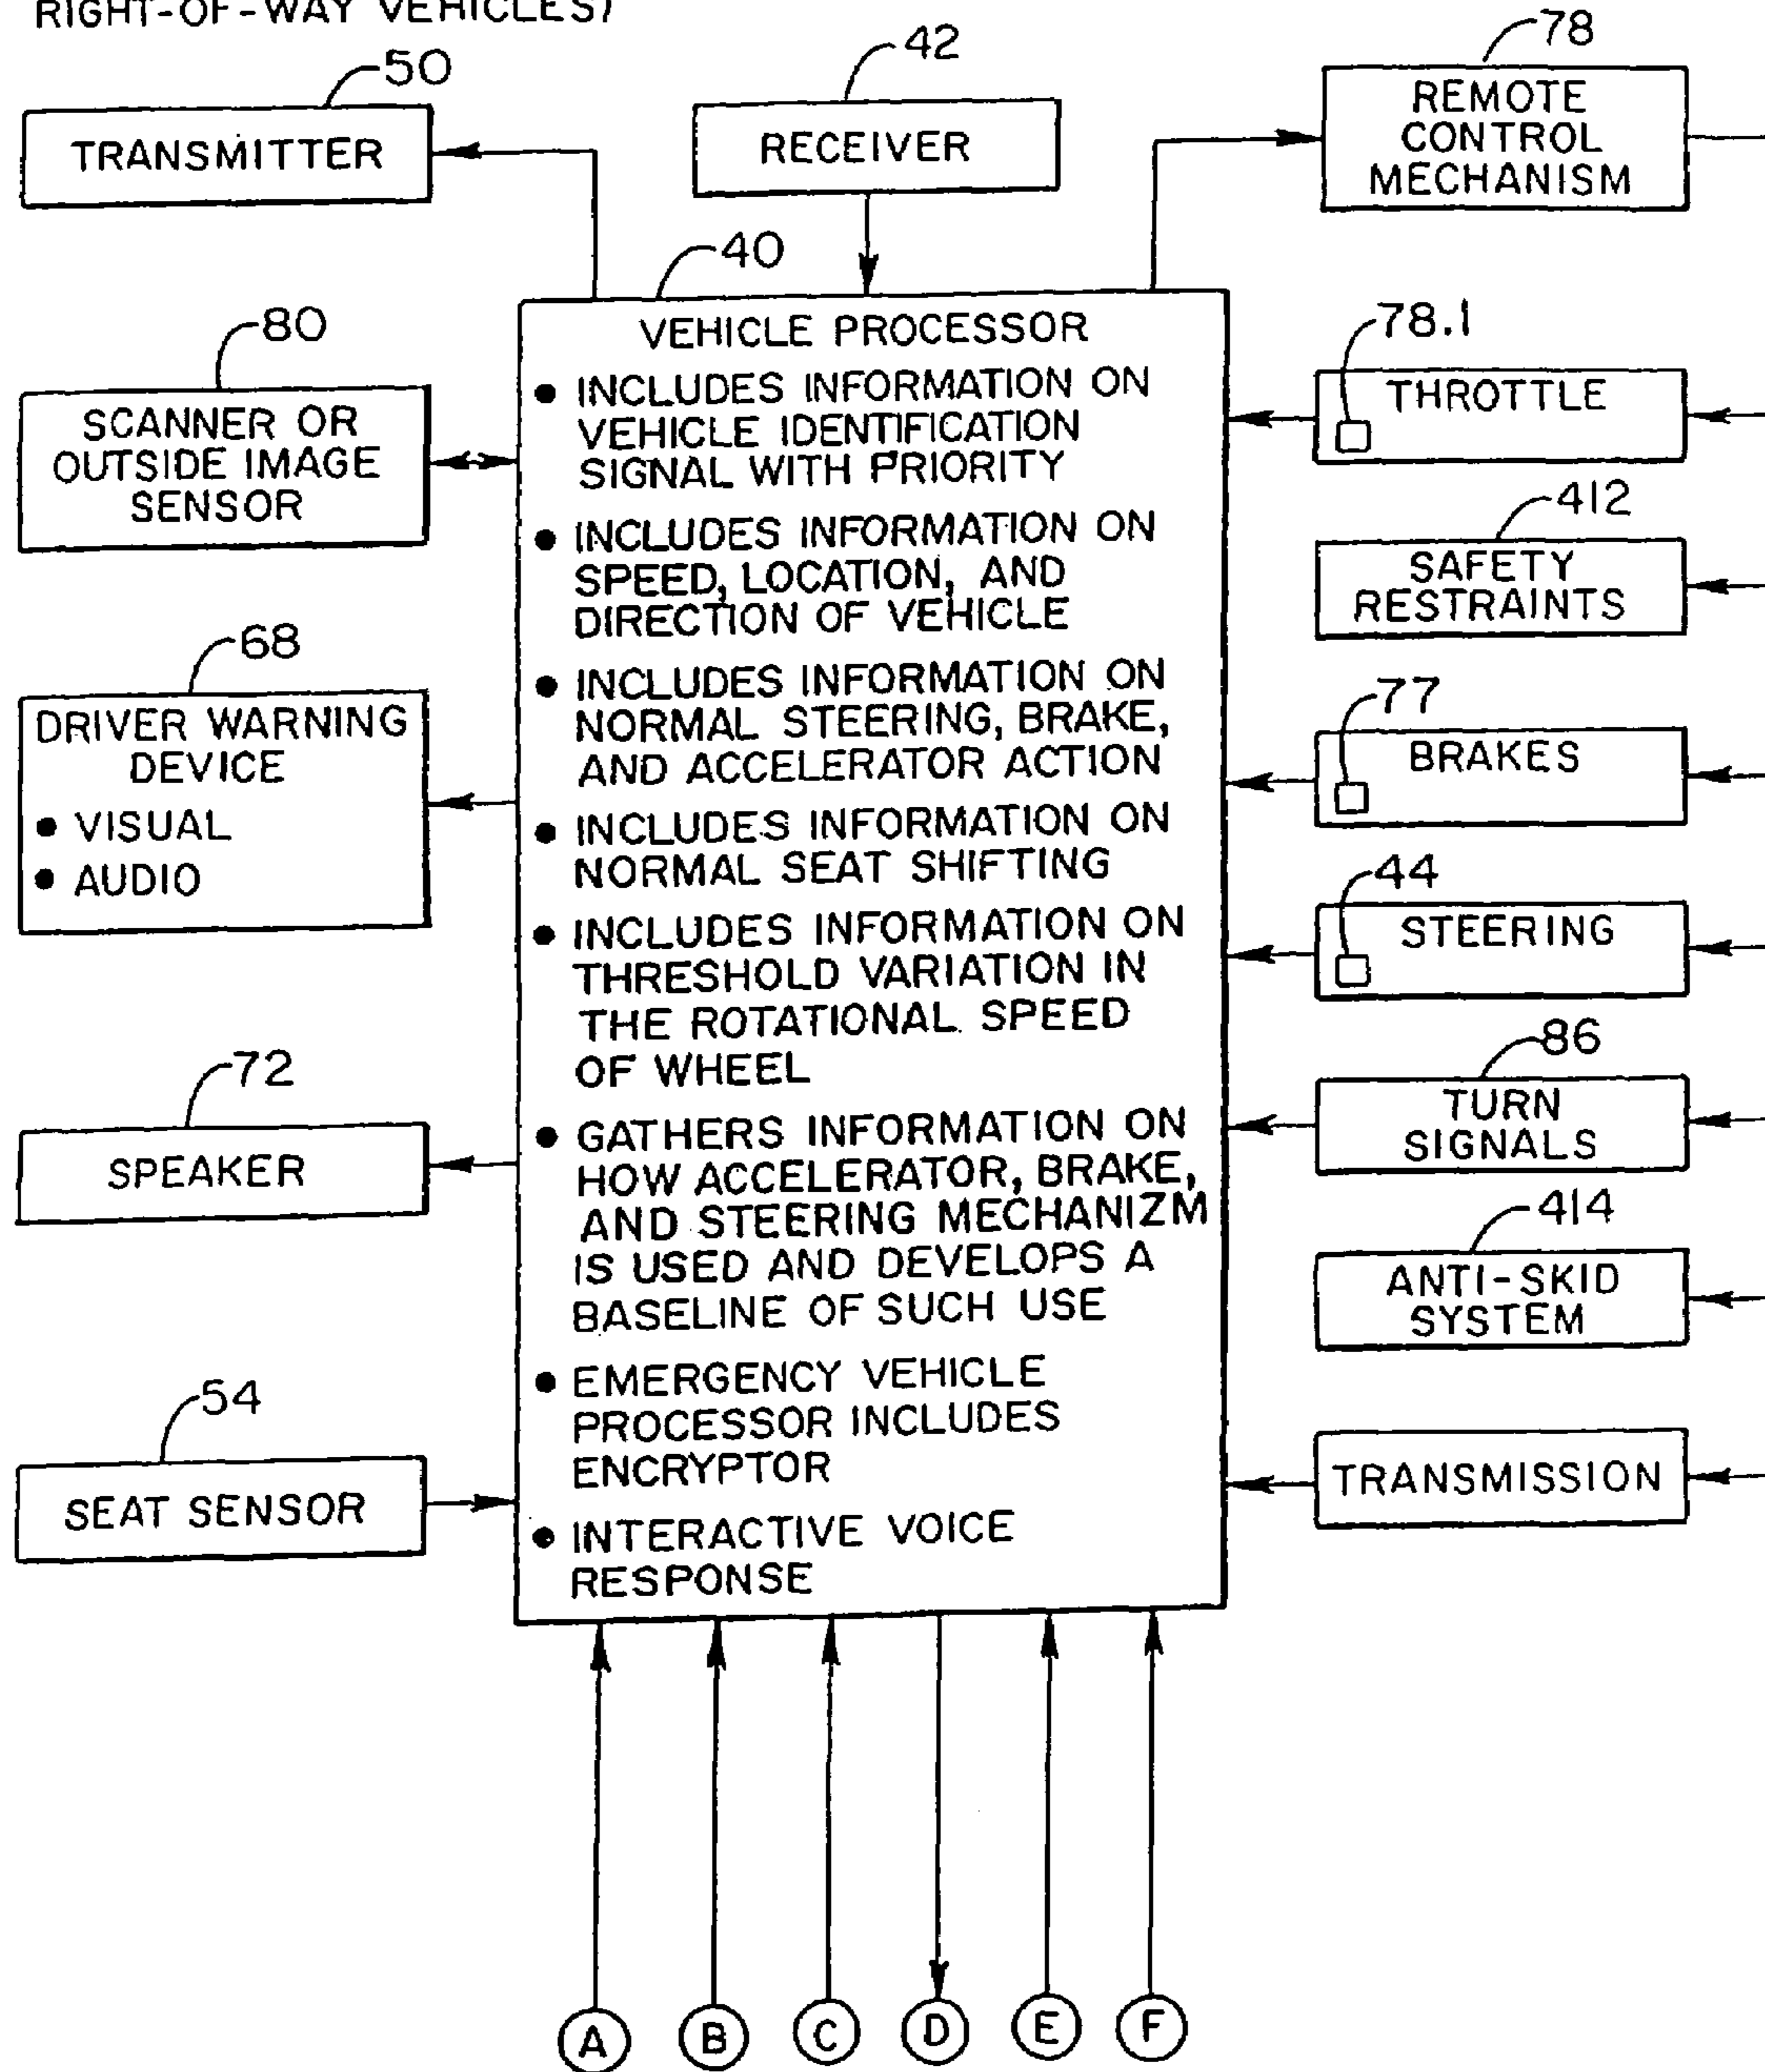 RIGHT-OF-WAY VEHICLES)
50
TRANSMITTER
42
RECEIVER
78
REMOTE
CONTROL
MECHANISM
40
VEHICLE PROCESSOR
• INCLUDES INFORMATION ON
VEHICLE IDENTIFICATION
SIGNAL WITH PRIORITY
• INCLUDES INFORMATION ON
SPEED, LOCATION, AND
DIRECTION OF VEHICLE
• INCLUDES INFORMATION ON
NORMAL STEERING, BRAKE,
AND ACCELERATOR ACTION
• INCLUDES INFORMATION ON
NORMAL SEAT SHIFTING
• INCLUDES INFORMATION ON
THRESHOLD VARIATION IN
THE ROTATIONAL SPEED
OF WHEEL
• GATHERS INFORMATION ON
HOW ACCELERATOR, BRAKE,
AND STEERING MECHANIZM
IS USED AND DEVELOPS A
BASELINE OF SUCH USE
• EMERGENCY VEHICLE
PROCESSOR INCLUDES
ENCRYPTOR
• INTERACTIVE VOICE
RESPONSE
80
SCANNER OR
OUTSIDE IMAGE
SENSOR
68
DRIVER WARNING
DEVICE
• VISUAL
• AUDIO
72
SPEAKER
54
SEAT SENSOR
78.1
THROTTLE
412
SAFETY
RESTRAINTS
77
BRAKES
44
STEERING
86
TURN
SIGNALS
414
ANTI-SKID
SYSTEM
TRANSMISSION
A B C D E F